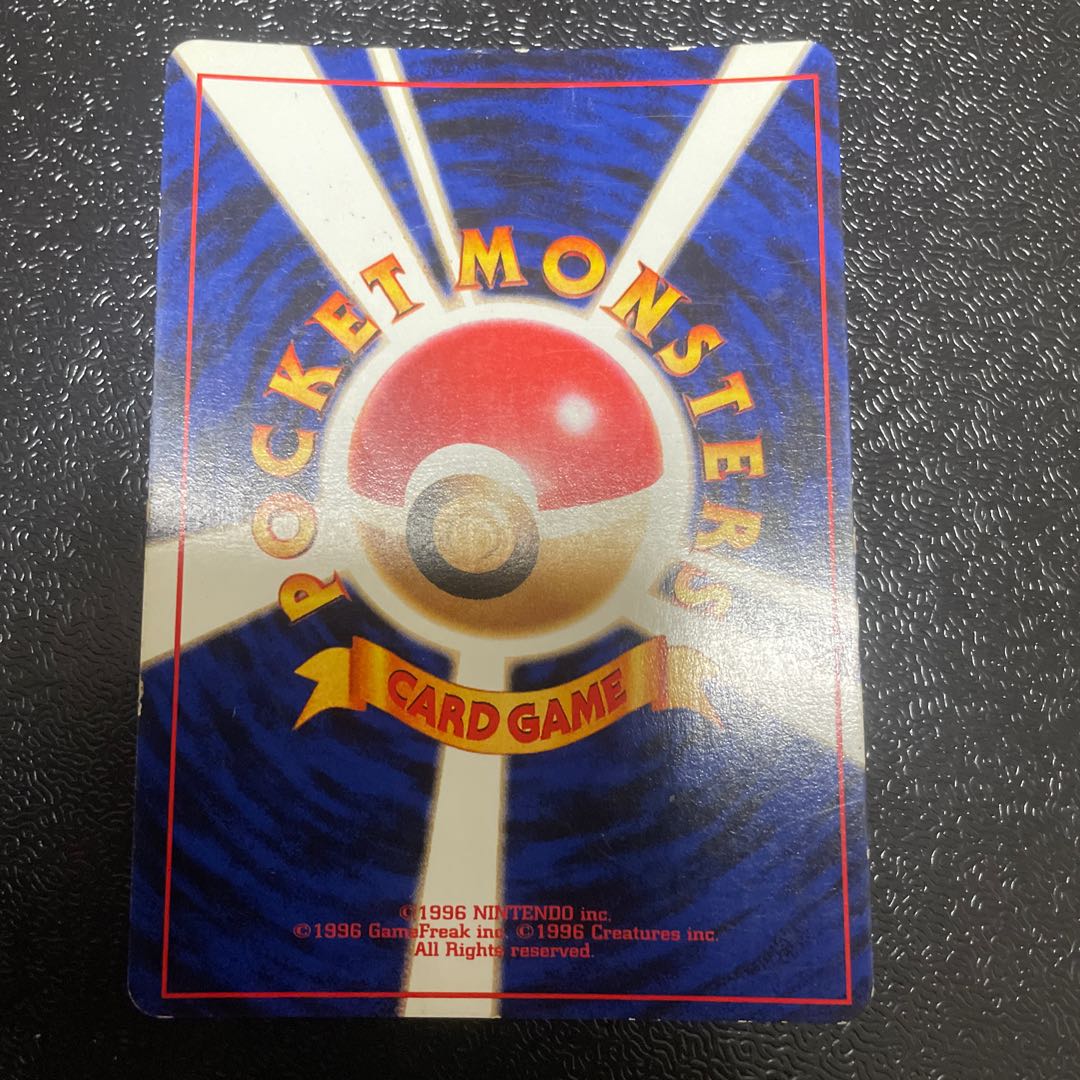 POCKET MONSTERS
CARD GAME
©1996 NINTENDO inc.
©1996 GameFreak inc. ©1996 Creatures inc.
All Rights reserved.